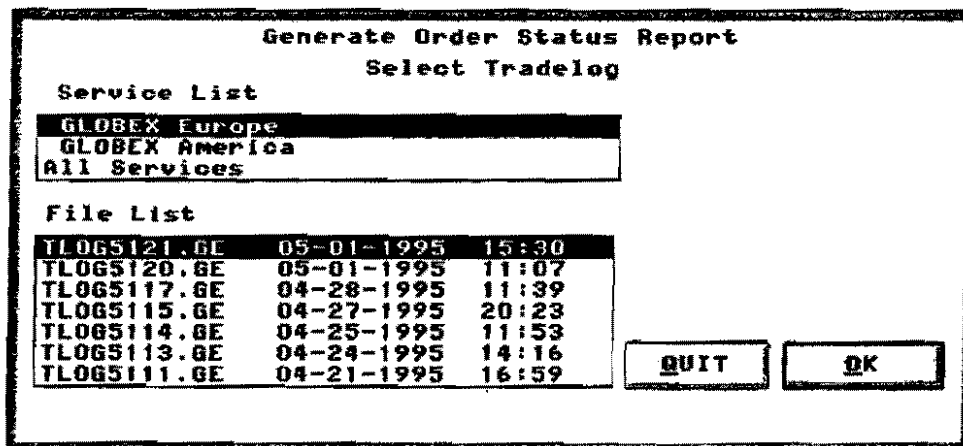 Generate Order Status Report
Select Tradelog
Service List
GLOBEX Europe
GLOBEX America
All Services
File List
TLOG5121.GE 05-01-1995 15:30
TLOG5120.GE 05-01-1995 11:07
TLOG5117.GE 04-28-1995 11:39
TLOG5115.GE 04-27-1995 20:23
TLOG5114.GE 04-25-1995 11:53
TLOG5113.GE 04-24-1995 14:16
TLOG5111.GE 04-21-1995 16:59
QUIT OK